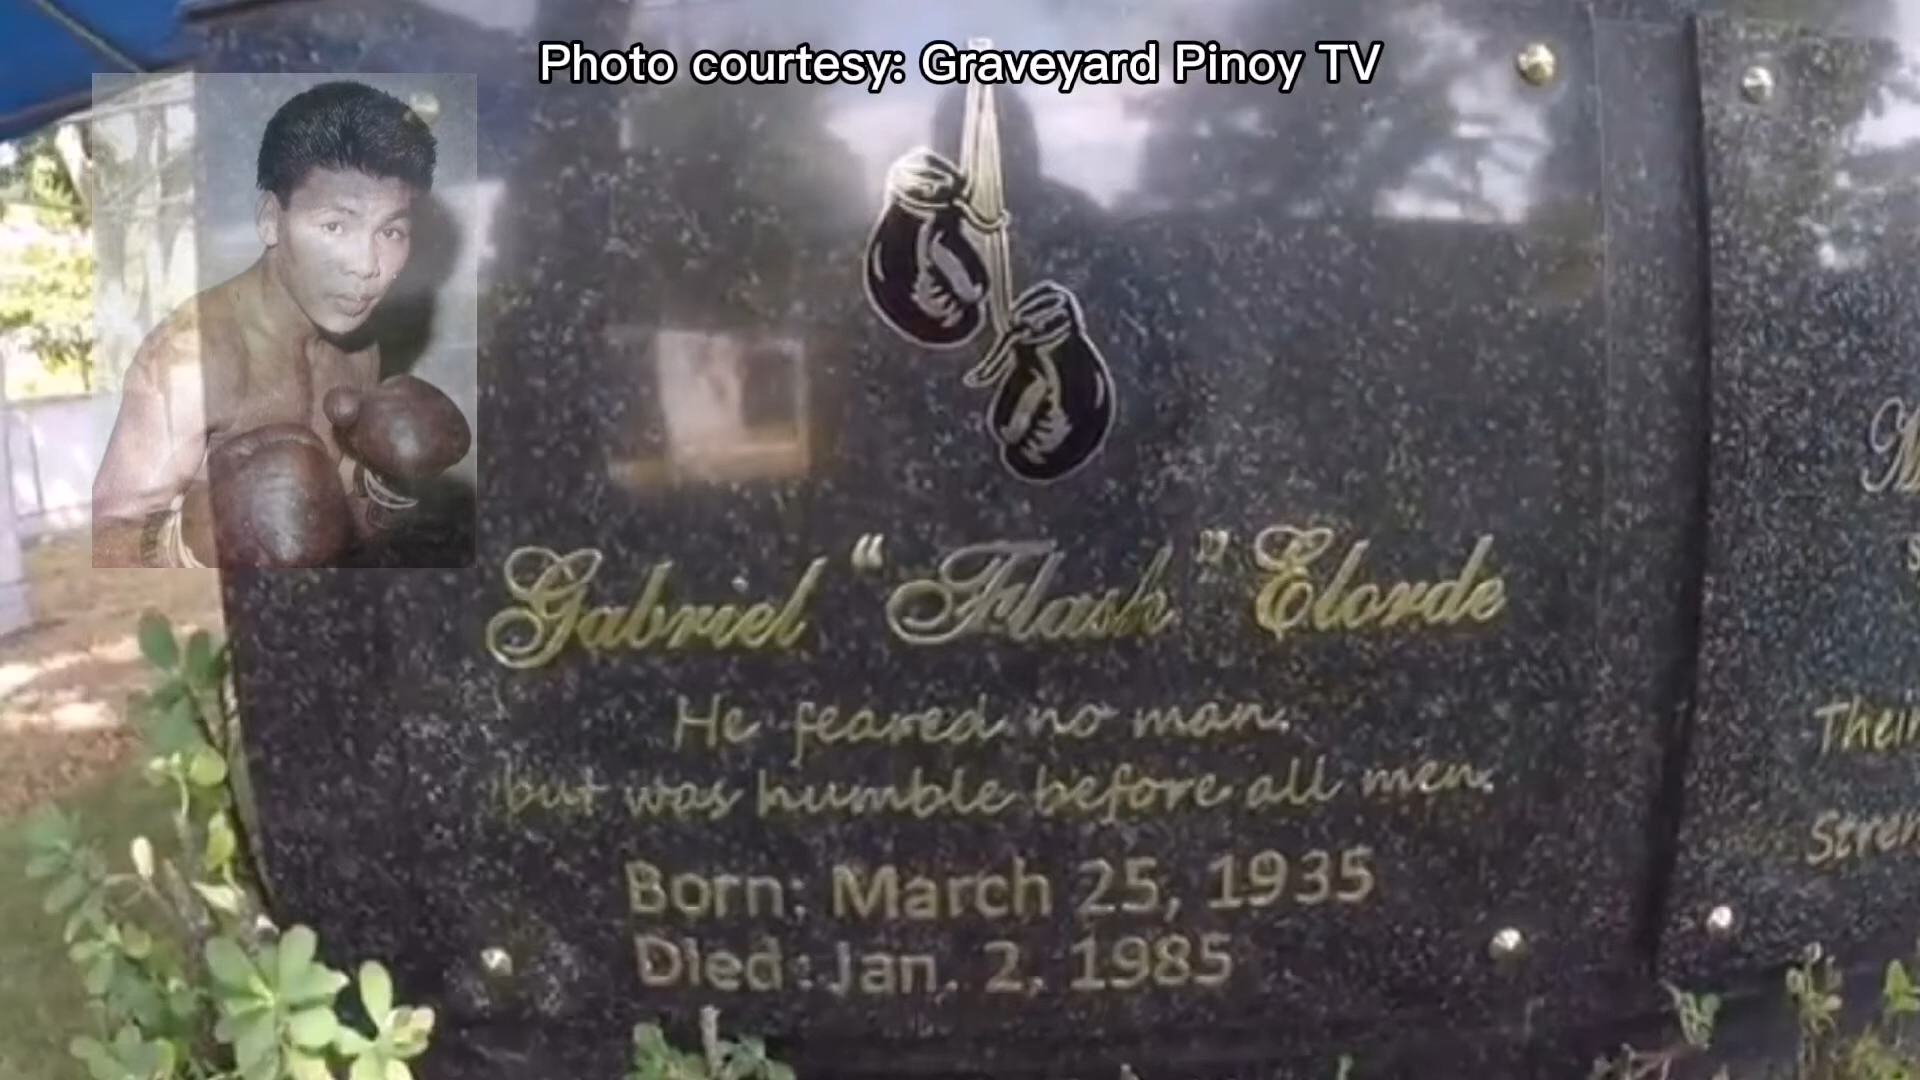 Photo courtesy: Graveyard Pinoy TV
Gabriel "Flash" Elorde
He feared no man.
but was humble before all men.
Born: March 25, 1935
Died: Jan. 2, 1985
Their